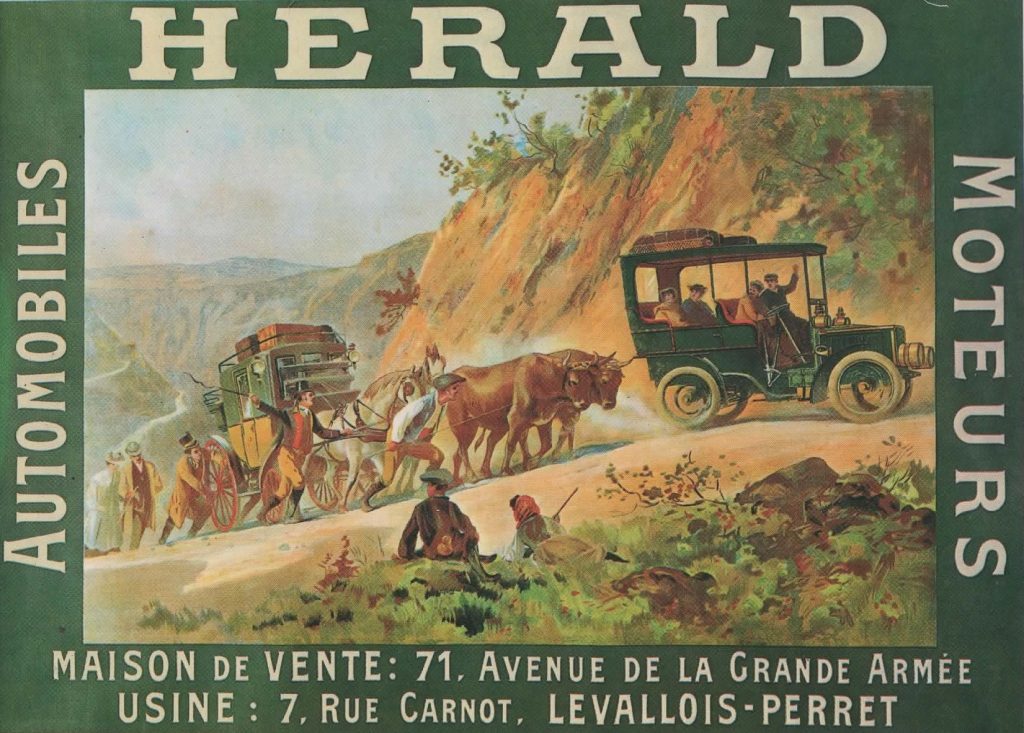 HERALD
AUTOMOBILES
MOTEURS
MAISON DE VENTE: 71, AVENUE DE LA GRANDE ARMÉE
USINE : 7, RUE CARNOT, LEVALLOIS-PERRET